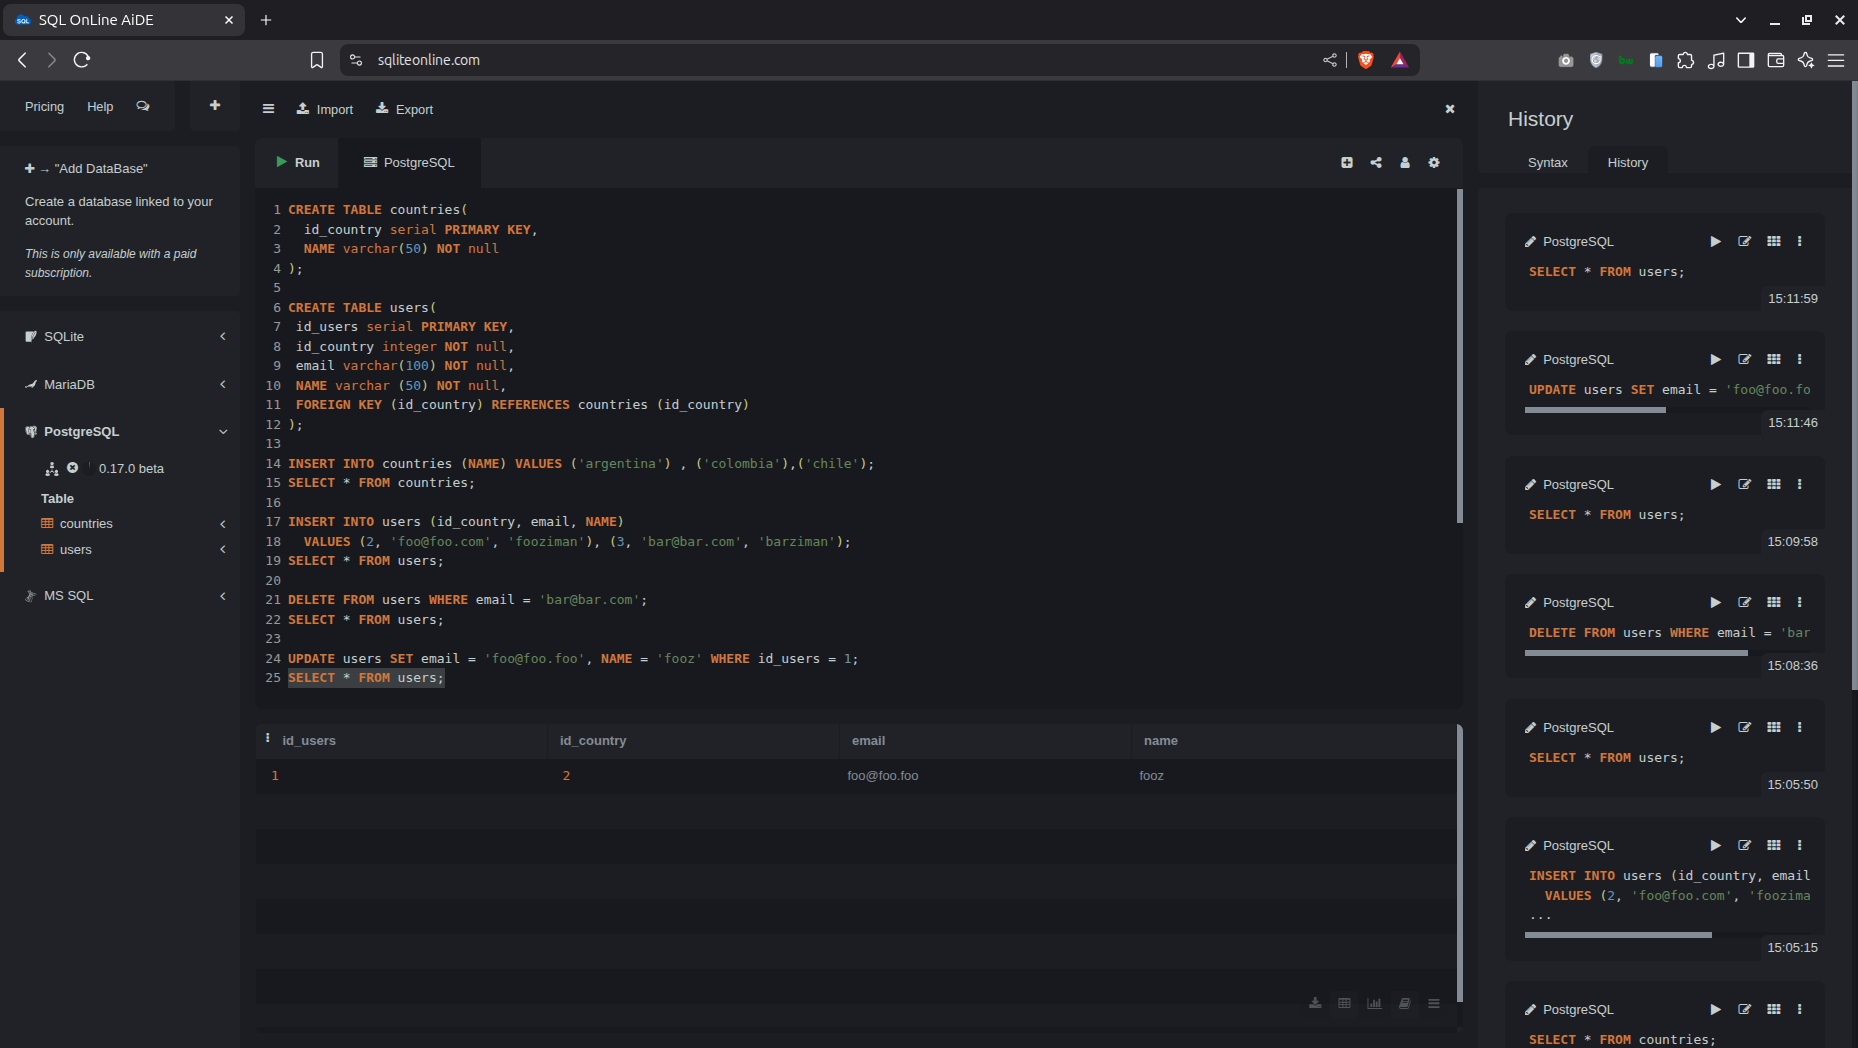 SQL OnLine AiDE
sqliteonline.com
Pricing Help
"Add DataBase"
Create a database linked to your
account.
This is only available with a paid
subscription.
SQLite
MariaDB
PostgreSQL
0.17.0 beta
Table
countries
users
MS SQL
Import Export
Run PostgreSQL
1 CREATE TABLE countries(
2 id_country serial PRIMARY KEY,
3 NAME varchar(50) NOT null
4 );
5
6 CREATE TABLE users(
7 id_users serial PRIMARY KEY,
8 id_country integer NOT null,
9 email varchar(100) NOT null,
10 NAME varchar (50) NOT null,
11 FOREIGN KEY (id_country) REFERENCES countries (id_country)
12 );
13
14 INSERT INTO countries (NAME) VALUES ('argentina') , ('colombia'),('chile');
15 SELECT * FROM countries;
16
17 INSERT INTO users (id_country, email, NAME)
18 VALUES (2, 'foo@foo.com', 'fooziman'), (3, 'bar@bar.com', 'barziman');
19 SELECT * FROM users;
20
21 DELETE FROM users WHERE email = 'bar@bar.com';
22 SELECT * FROM users;
23
24 UPDATE users SET email = 'foo@foo.foo', NAME = 'fooz' WHERE id_users = 1;
25 SELECT * FROM users;
id_users id_country email name
1 2 foo@foo.foo fooz
History
Syntax History
PostgreSQL
SELECT * FROM users;
15:11:59
PostgreSQL
UPDATE users SET email = 'foo@foo.fo
15:11:46
PostgreSQL
SELECT * FROM users;
15:09:58
PostgreSQL
DELETE FROM users WHERE email = 'bar
15:08:36
PostgreSQL
SELECT * FROM users;
15:05:50
PostgreSQL
INSERT INTO users (id_country, email
VALUES (2, 'foo@foo.com', 'foozima
...
15:05:15
PostgreSQL
SELECT * FROM countries;